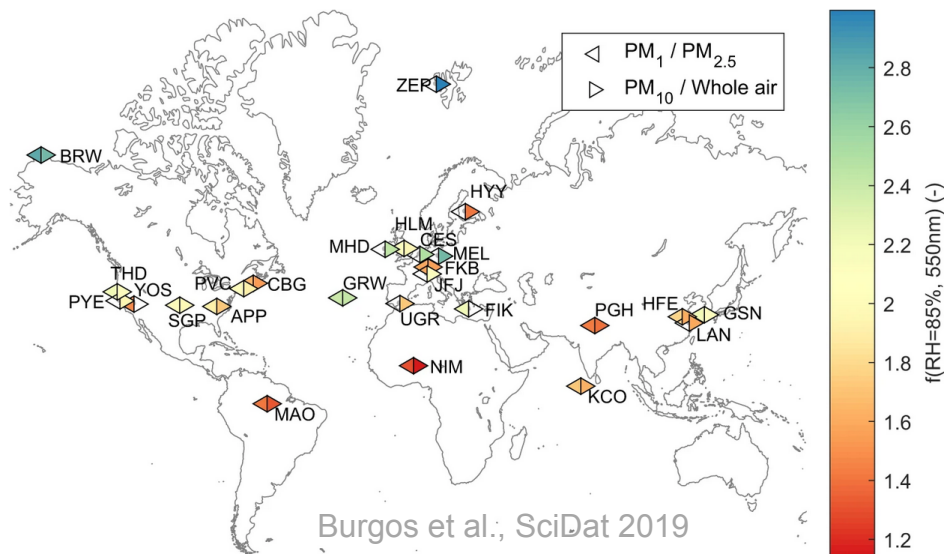 PM1 / PM2.5
PM10 / Whole air
ZEP
BRW
HYY
HLM
MHD
CES
MEL
FKB
JFJ
THD
YOS
PYE
PVC
CBG
SGP
APP
GRW
UGR
FIK
PGH
HFE
GSN
LAN
NIM
KCO
MAO
Burgos et al., SciDat 2019
2.8
2.6
2.4
2.2
2
1.8
1.6
1.4
1.2
f(RH=85%, 550nm) (-)